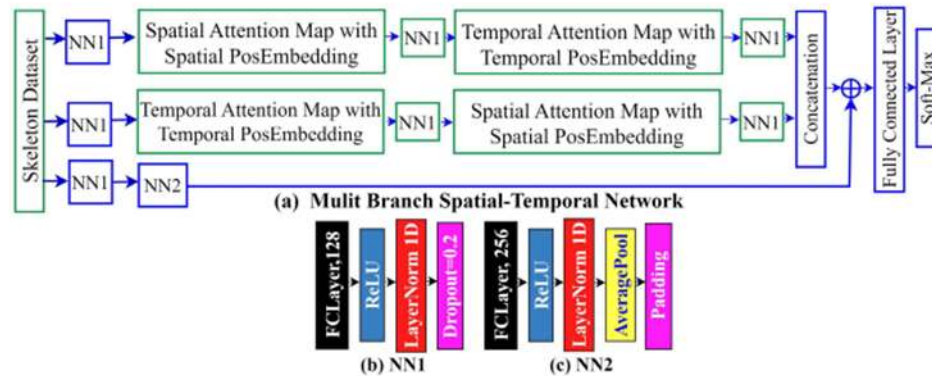 Skeleton Dataset
NN1
Spatial Attention Map with
Spatial PosEmbedding
NN1
Temporal Attention Map with
Temporal PosEmbedding
NN1
NN1
Temporal Attention Map with
Temporal PosEmbedding
NN1
Spatial Attention Map with
Spatial PosEmbedding
NN1
NN1
NN2
Concatenation
Fully Connected Layer
Soft-Max
(a) Mulit Branch Spatial-Temporal Network
FCLayer,128
ReLU
LayerNorm 1D
Dropout=0.2
(b) NN1
FCLayer, 256
ReLU
LayerNorm 1D
AveragePool
Padding
(c) NN2